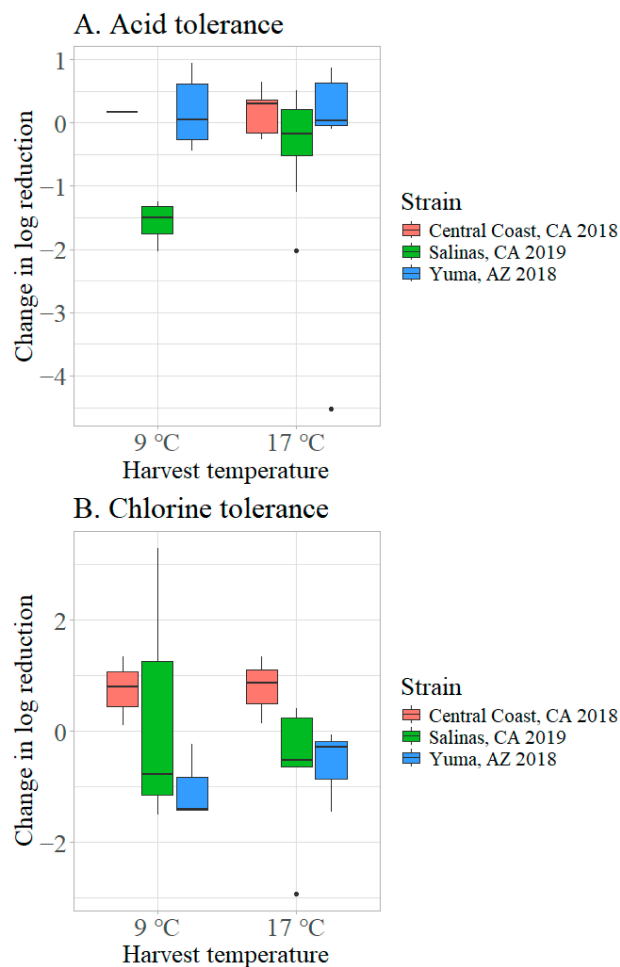 A. Acid tolerance
Change in log reduction
1
0
−1
−2
−3
−4
9 °C
17 °C
Harvest temperature
Strain
Central Coast, CA 2018
Salinas, CA 2019
Yuma, AZ 2018
B. Chlorine tolerance
Change in log reduction
2
0
−2
9 °C
17 °C
Harvest temperature
Strain
Central Coast, CA 2018
Salinas, CA 2019
Yuma, AZ 2018